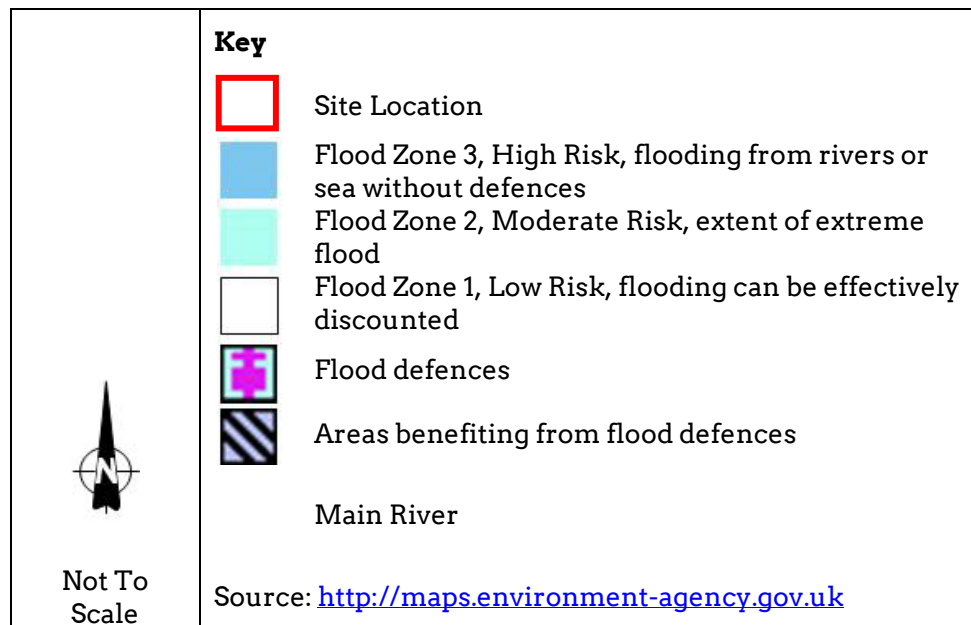 Key
Site Location
Flood Zone 3, High Risk, flooding from rivers or
sea without defences
Flood Zone 2, Moderate Risk, extent of extreme
flood
Flood Zone 1, Low Risk, flooding can be effectively
discounted
Flood defences
Areas benefiting from flood defences
N
Main River
Not To
Scale
Source: http://maps.environment-agency.gov.uk